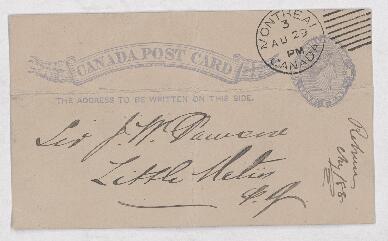 CANADA POST CARD
THE ADDRESS TO BE WRITTEN ON THIS SIDE.
MONTREAL
3
AU 29
PM
CANADA
Sir J. W. Dawson
Little Metis
P.Q.